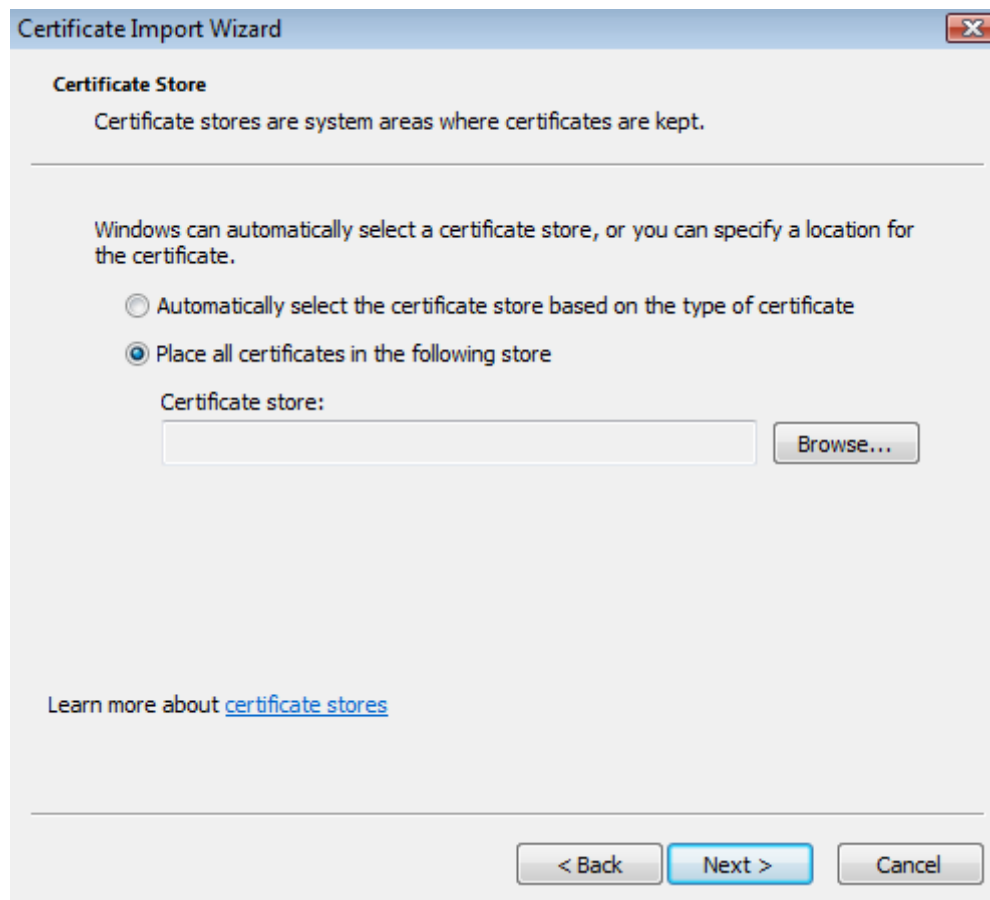 Certificate Import Wizard
Certificate Store
Certificate stores are system areas where certificates are kept.
Windows can automatically select a certificate store, or you can specify a location for
the certificate.
Automatically select the certificate store based on the type of certificate
Place all certificates in the following store
Certificate store:
Browse...
Learn more about certificate stores
< Back
Next >
Cancel